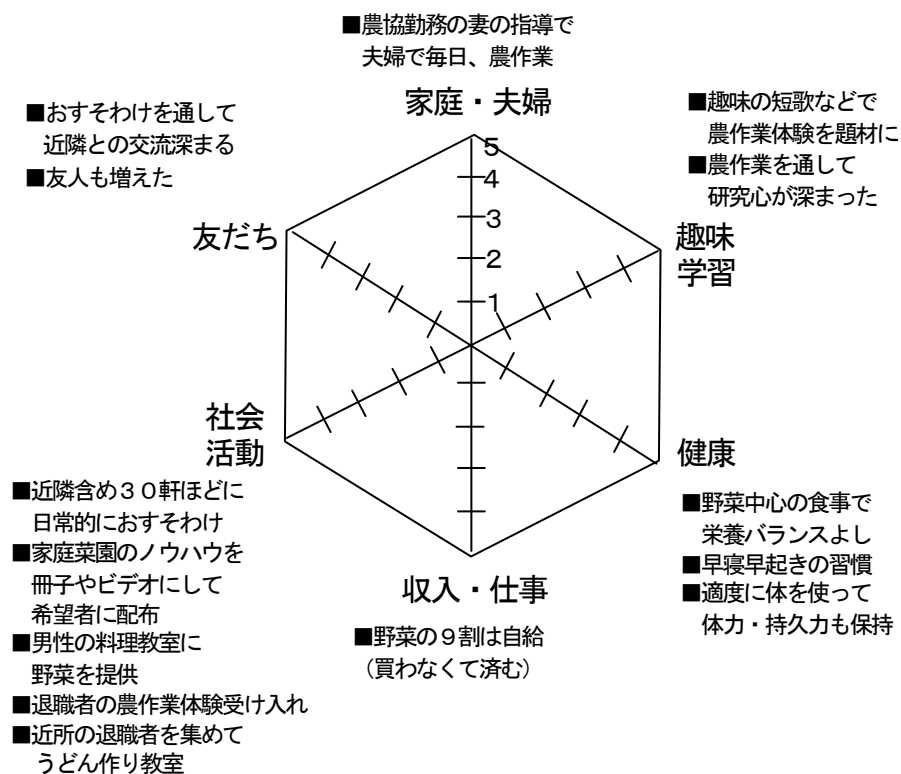 ■農協勤務の妻の指導で
夫婦で毎日、農作業
家庭・夫婦
■おすそわけを通して
近隣との交流深まる
■友人も増えた
友だち
■趣味の短歌などで
農作業体験を題材に
■農作業を通して
研究心が深まった
趣味
学習
5
4
3
2
1
社会
活動
■近隣含め３０軒ほどに
日常的におすそわけ
■家庭菜園のノウハウを
冊子やビデオにして
希望者に配布
■男性の料理教室に
野菜を提供
■退職者の農作業体験受け入れ
■近所の退職者を集めて
うどん作り教室
収入・仕事
■野菜の９割は自給
（買わなくて済む）
健康
■野菜中心の食事で
栄養バランスよし
■早寝早起きの習慣
■適度に体を使って
体力・持久力も保持